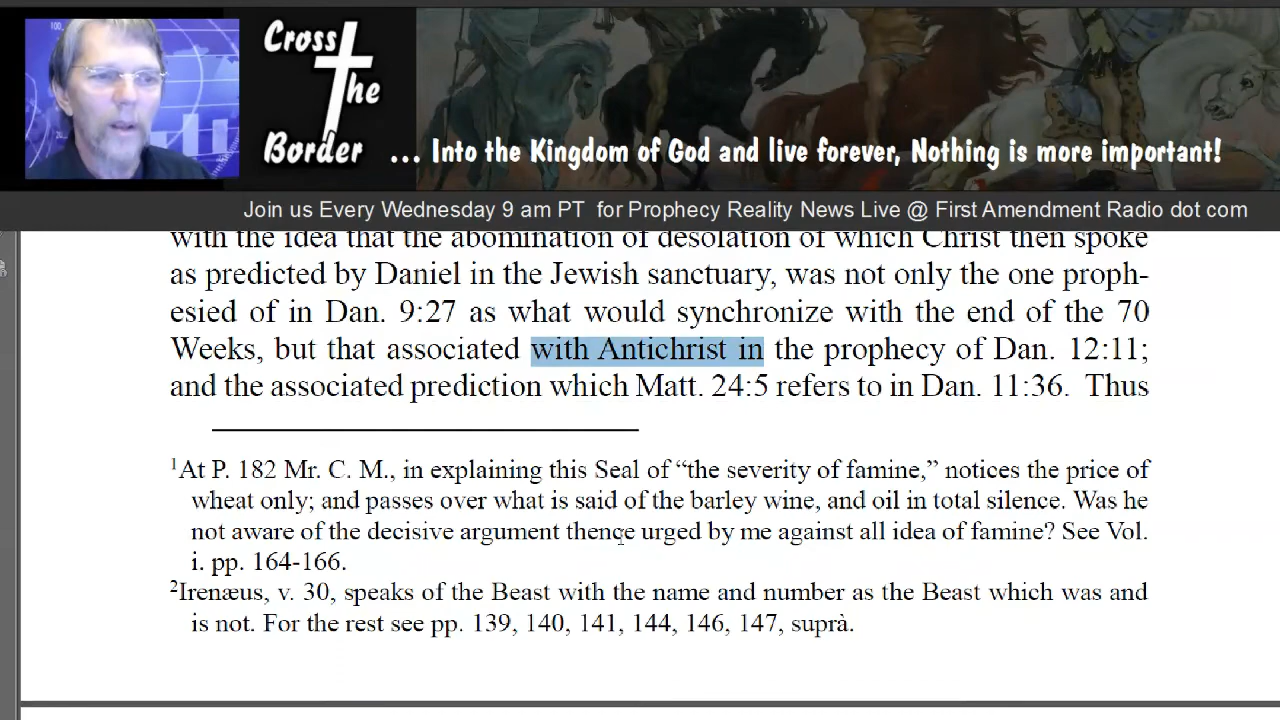 Cross
The
Border
... Into the Kingdom of God and live forever, Nothing is more important!
Join us Every Wednesday 9 am PT for Prophecy Reality News Live @ First Amendment Radio dot com
with the idea that the abomination of desolation of which Christ then spoke
as predicted by Daniel in the Jewish sanctuary, was not only the one proph-
esied of in Dan. 9:27 as what would synchronize with the end of the 70
Weeks, but that associated with Antichrist in the prophecy of Dan. 12:11;
and the associated prediction which Matt. 24:5 refers to in Dan. 11:36. Thus
¹At P. 182 Mr. C. M., in explaining this Seal of “the severity of famine,” notices the price of
wheat only; and passes over what is said of the barley wine, and oil in total silence. Was he
not aware of the decisive argument thence urged by me against all idea of famine? See Vol.
i. pp. 164-166.
²Irenæus, v. 30, speaks of the Beast with the name and number as the Beast which was and
is not. For the rest see pp. 139, 140, 141, 144, 146, 147, suprà.